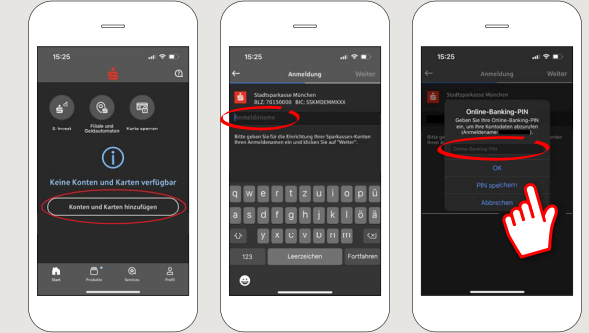 15:25
S-Invest
Filiale und
Geldautomaten
Karte sperren
Keine Konten und Karten verfügbar
Konten und Karten hinzufügen
Start
Produkte
Services
Profil
15:25
Anmeldung
Weiter
Stadtsparkasse München
BLZ: 70150000 BIC: SSKMDEMMXXX
Anmeldename
Bitte geben Sie für die Einrichtung Ihrer Sparkassen-Konten
Ihren Anmeldenamen ein und klicken Sie auf "Weiter".
q w e r t z u i o p ü
a s d f g h j k l ö ä
y x c v b n m
123
Leerzeichen
Fortfahren
15:25
Anmeldung
Weiter
Stadtsparkasse München
Online-Banking-PIN
Geben Sie Ihre Online-Banking-PIN
ein, um Ihre Kontodaten abzurufen
(Anmeldename: ).
Online-Banking-PIN
OK
PIN speichern
Abbrechen